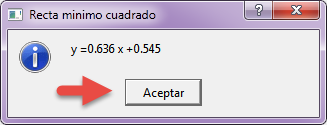 Recta minimo cuadrado
y =0.636 x +0.545
Aceptar